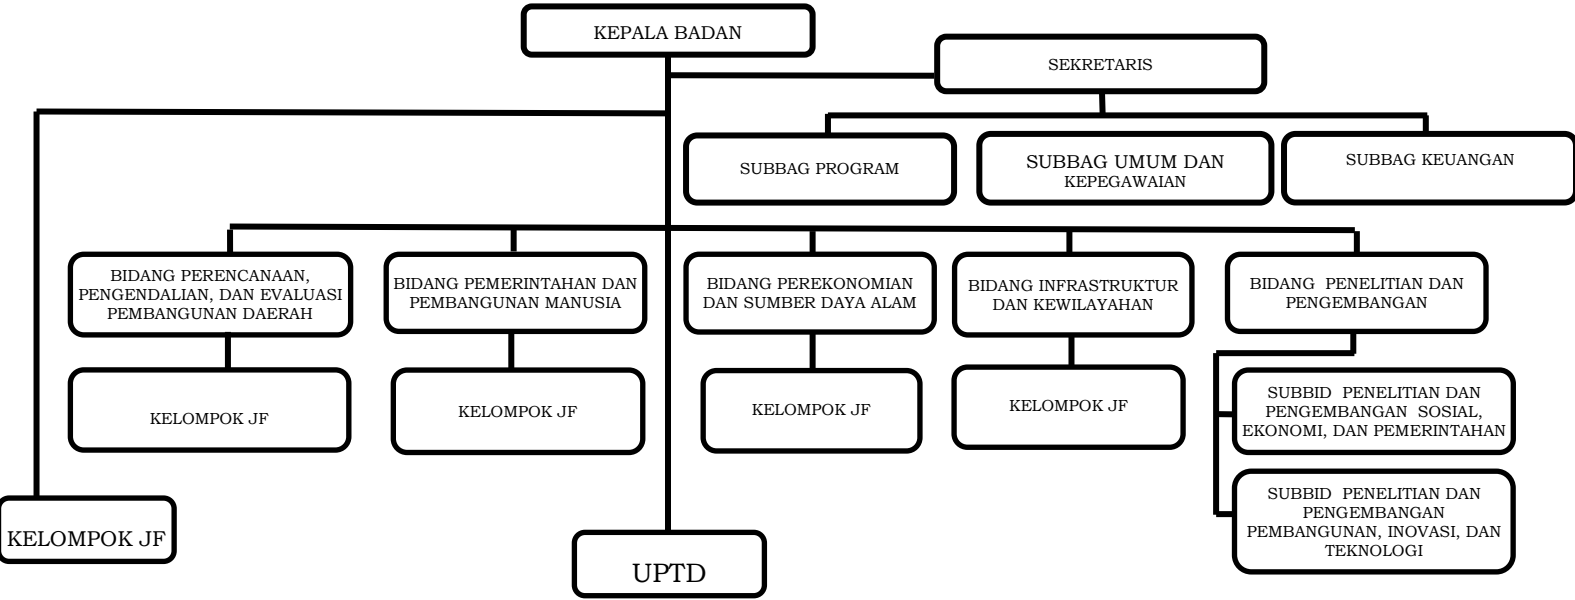 KEPALA BADAN
SEKRETARIS
SUBBAG PROGRAM
SUBBAG UMUM DAN
KEPEGAWAIAN
SUBBAG KEUANGAN
BIDANG PERENCANAAN,
PENGENDALIAN, DAN EVALUASI
PEMBANGUNAN DAERAH
BIDANG PEMERINTAHAN DAN
PEMBANGUNAN MANUSIA
BIDANG PEREKONOMIAN
DAN SUMBER DAYA ALAM
BIDANG INFRASTRUKTUR
DAN KEWILAYAHAN
BIDANG PENELITIAN DAN
PENGEMBANGAN
KELOMPOK JF
KELOMPOK JF
KELOMPOK JF
KELOMPOK JF
SUBBID PENELITIAN DAN
PENGEMBANGAN SOSIAL,
EKONOMI, DAN PEMERINTAHAN
SUBBID PENELITIAN DAN
PENGEMBANGAN
PEMBANGUNAN, INOVASI, DAN
TEKNOLOGI
KELOMPOK JF
UPTD